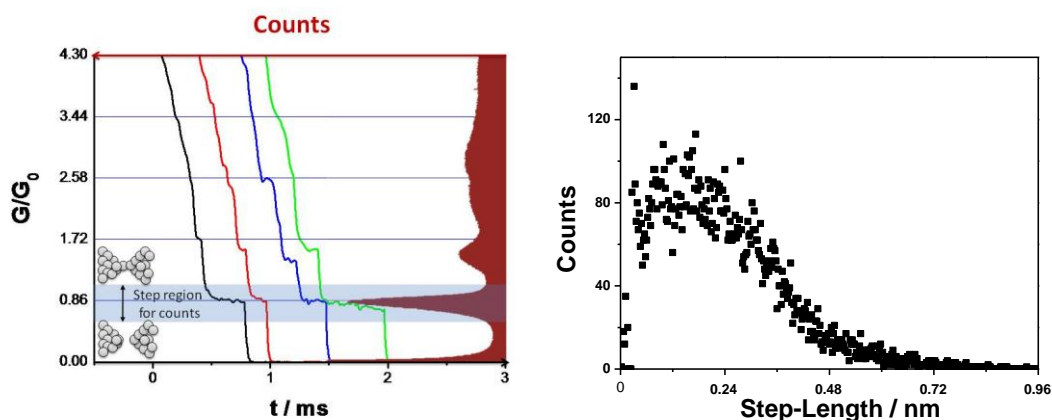 Counts
G/G0
4.30
3.44
2.58
1.72
0.86
0.00
Step region
for counts
0
1
2
3
t / ms
Counts
120
80
40
0
0
0.24
0.48
0.72
0.96
Step-Length / nm